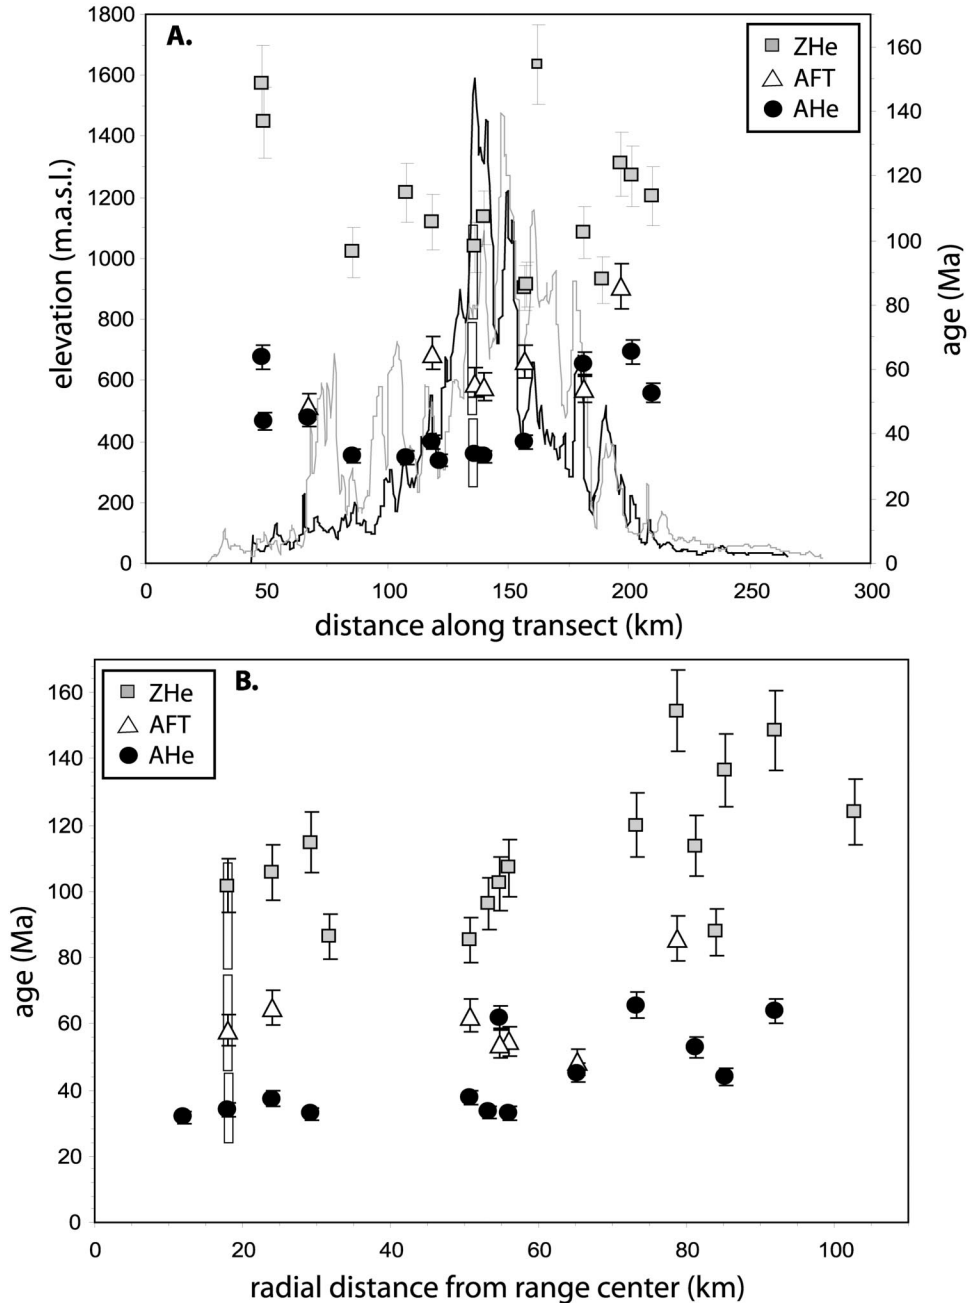 A.
ZHe
AFT
AHe
elevation (m.a.s.l.)
1800
1600
1400
1200
1000
800
600
400
200
0
160
140
120
100
80
60
40
20
0
age (Ma)
0 50 100 150 200 250 300
distance along transect (km)
B.
ZHe
AFT
AHe
age (Ma)
160
140
120
100
80
60
40
20
0
0 20 40 60 80 100
radial distance from range center (km)